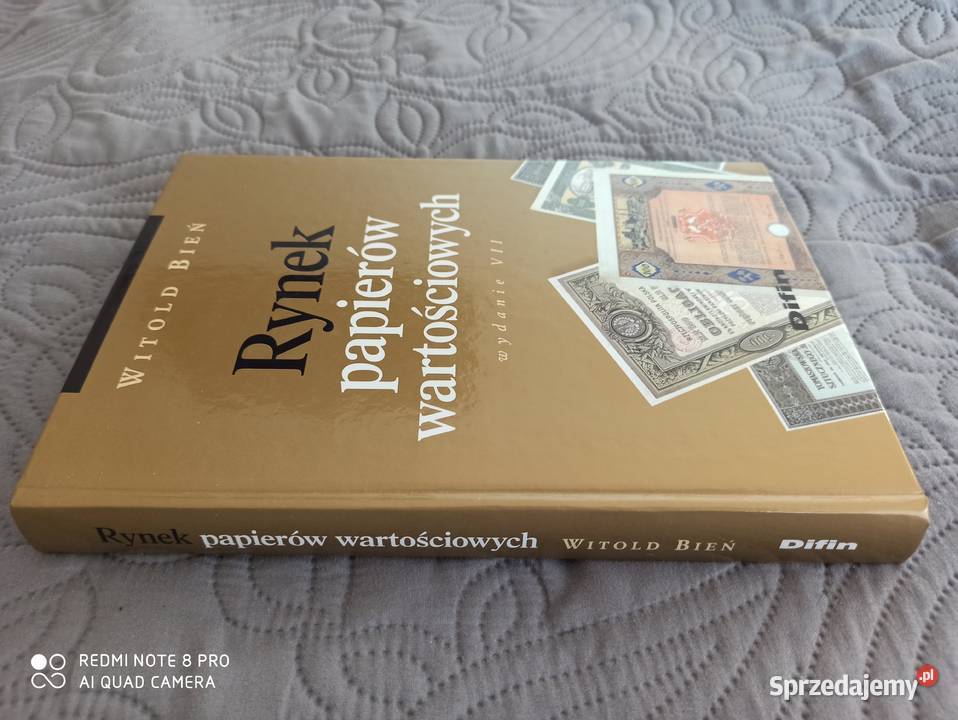 WITOLD BIEŃ
Rynek
papierów
wartościowych
wydanie VII
Difin
OBLIGAC
Rynek papierów wartościowych WITOLD BIEŃ Difin
REDMI NOTE 8 PRO
AI QUAD CAMERA
Sprzedajemy.pl